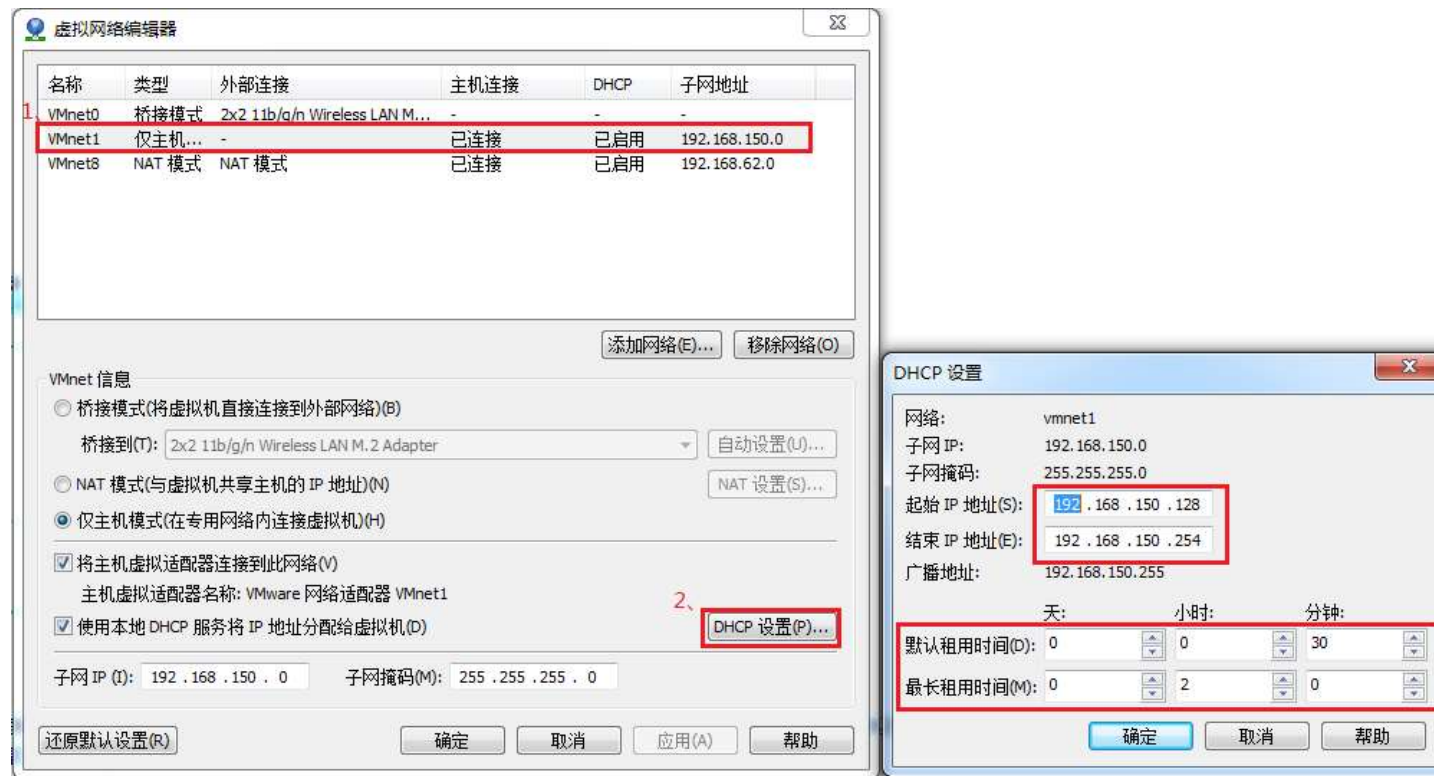 虚拟网络编辑器
名称 类型 外部连接 主机连接 DHCP 子网地址
1、
VMnet0 桥接模式 2x2 11b/g/n Wireless LAN M... - - -
VMnet1 仅主机... - 已连接 已启用 192.168.150.0
VMnet8 NAT 模式 NAT 模式 已连接 已启用 192.168.62.0
添加网络(E)... 移除网络(O)
VMnet 信息
桥接模式(将虚拟机直接连接到外部网络)(B)
桥接到(T): 2x2 11b/g/n Wireless LAN M.2 Adapter 自动设置(U)...
NAT 模式(与虚拟机共享主机的 IP 地址)(N) NAT 设置(S)...
仅主机模式(在专用网络内连接虚拟机)(H)
将主机虚拟适配器连接到此网络(V)
主机虚拟适配器名称: VMware 网络适配器 VMnet1
2、
使用本地 DHCP 服务将 IP 地址分配给虚拟机(D) DHCP 设置(P)...
子网 IP (I): 192 . 168 . 150 . 0 子网掩码(M): 255 . 255 . 255 . 0
还原默认设置(R) 确定 取消 应用(A) 帮助
DHCP 设置
网络: vmnet1
子网 IP: 192.168.150.0
子网掩码: 255.255.255.0
起始 IP 地址(S): 192 . 168 . 150 . 128
结束 IP 地址(E): 192 . 168 . 150 . 254
广播地址: 192.168.150.255
天: 小时: 分钟:
默认租用时间(D): 0 0 30
最长租用时间(M): 0 2 0
确定 取消 帮助